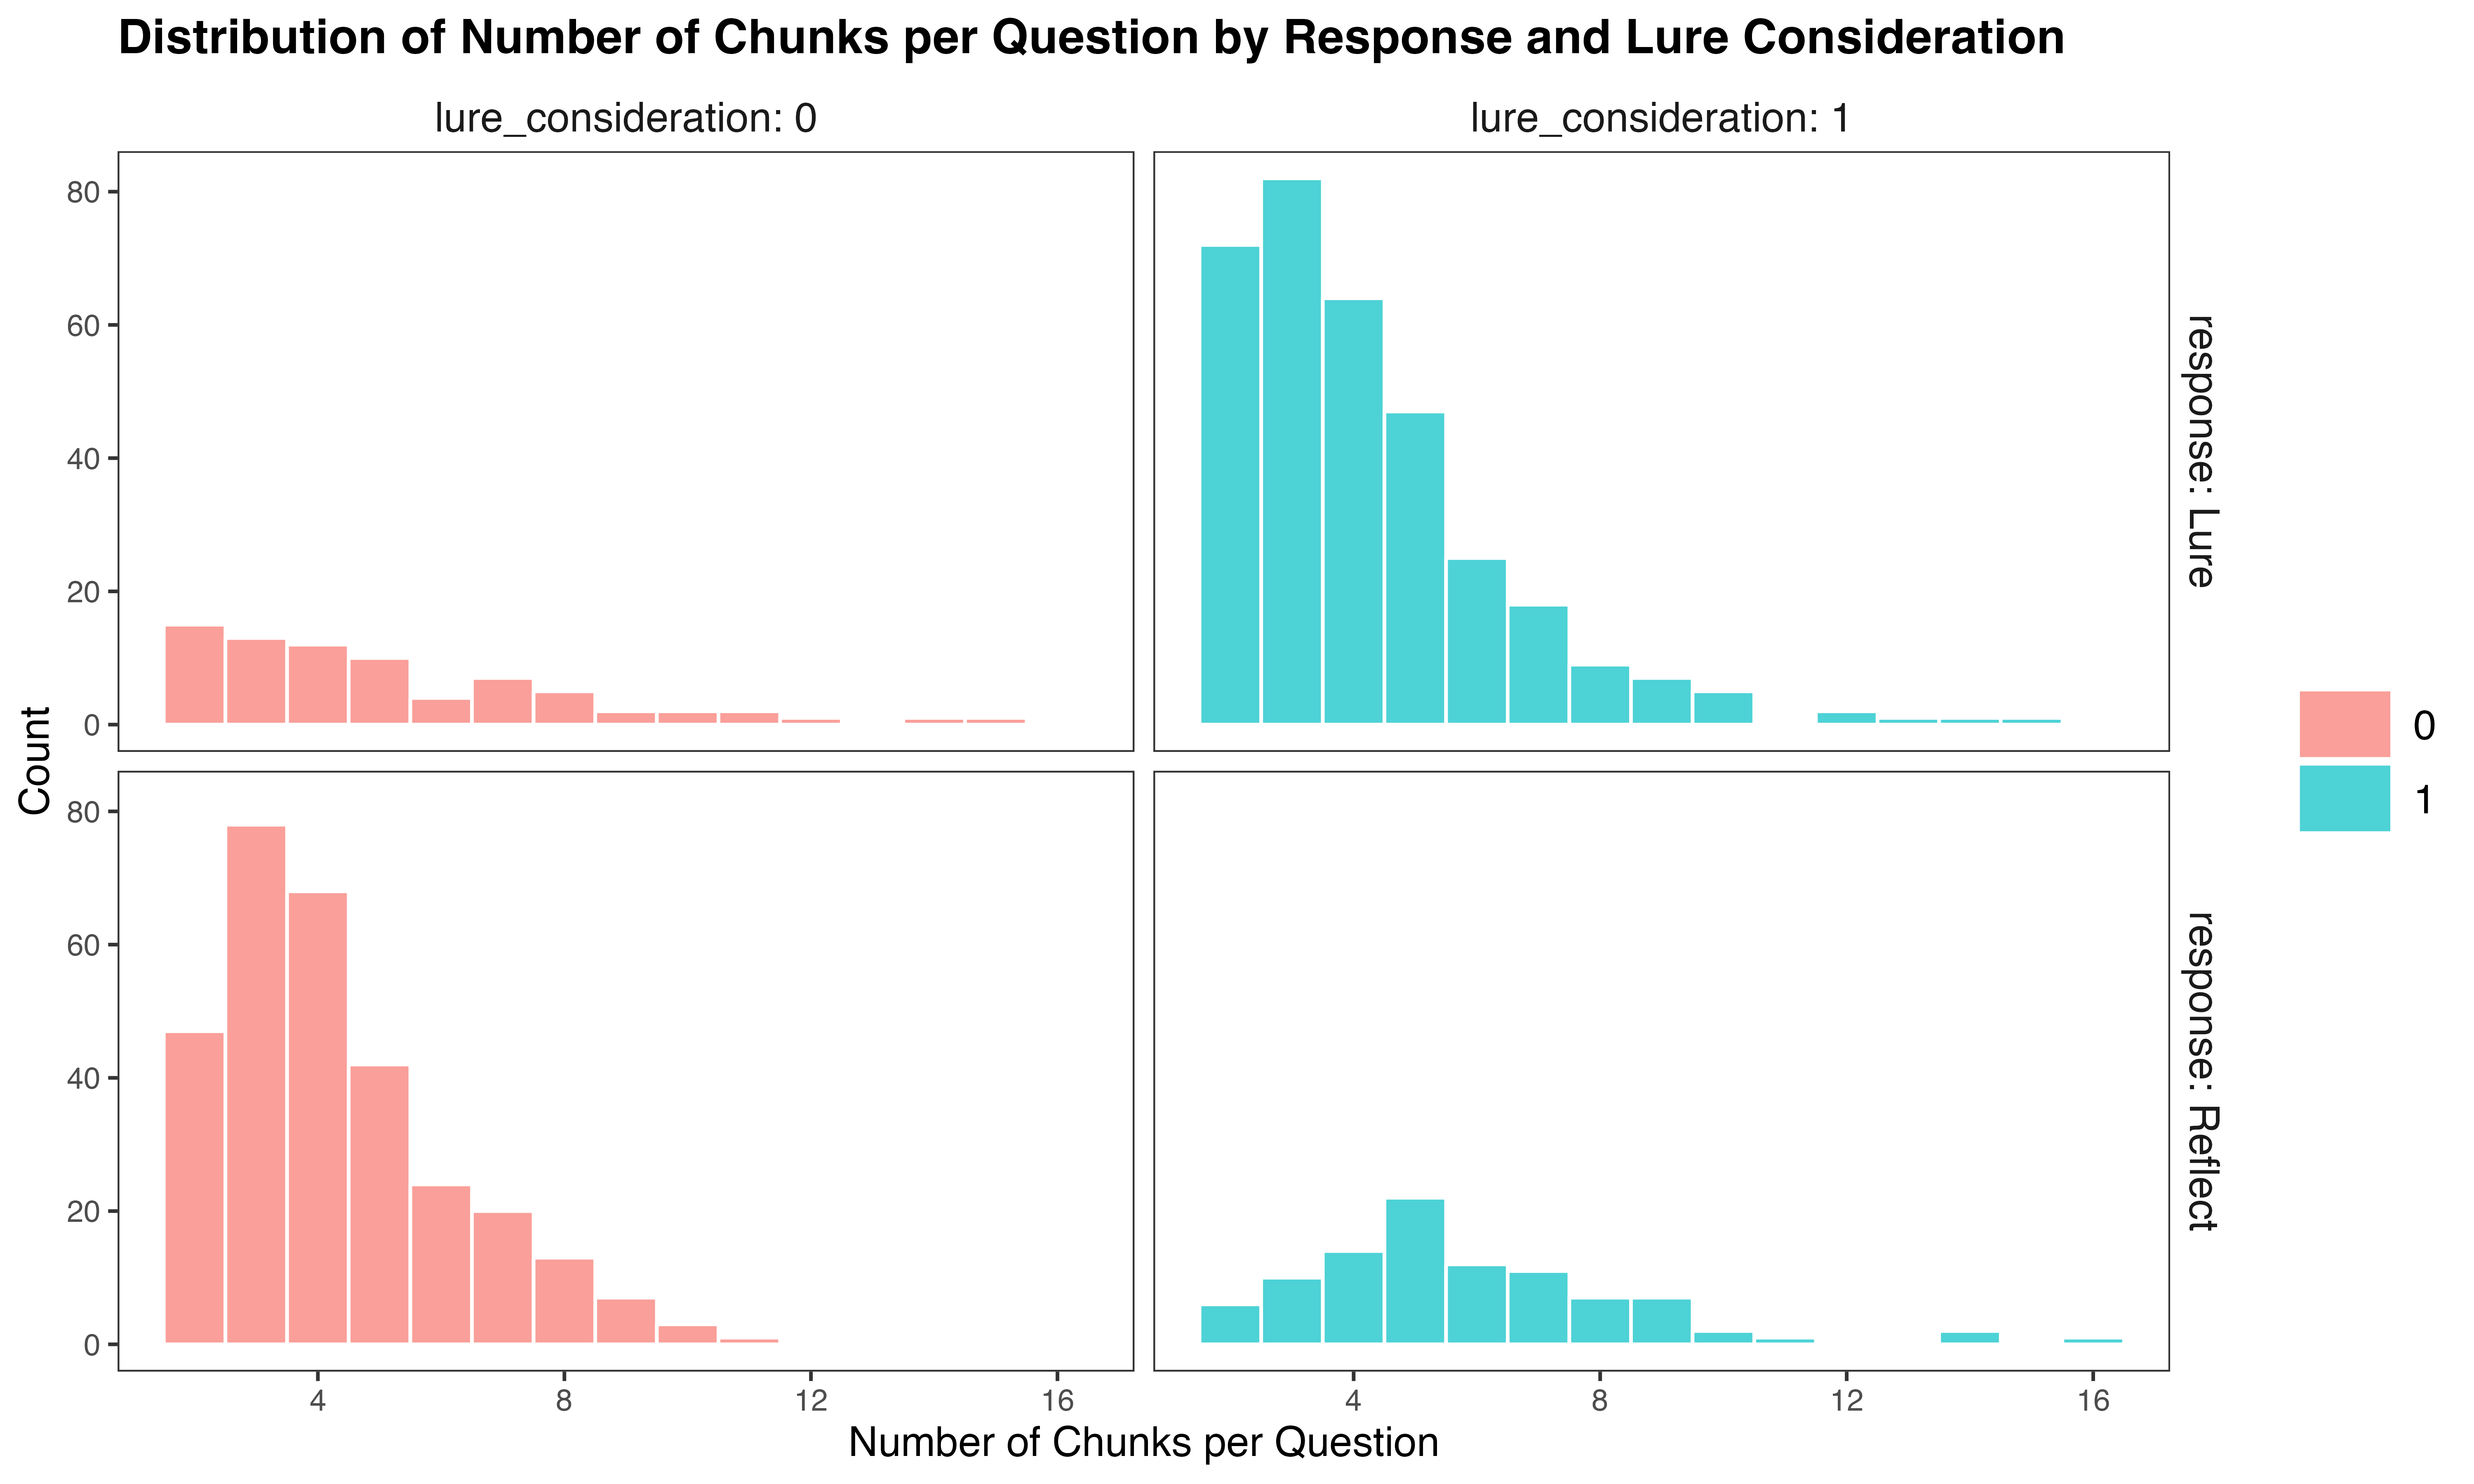 Distribution of Number of Chunks per Question by Response and Lure Consideration
lure_consideration: 0
lure_consideration: 1
80
60
40
20
0
response: Lure
Count
80
60
40
20
0
response: Reflect
4
8
12
16
4
8
12
16
Number of Chunks per Question
0
1